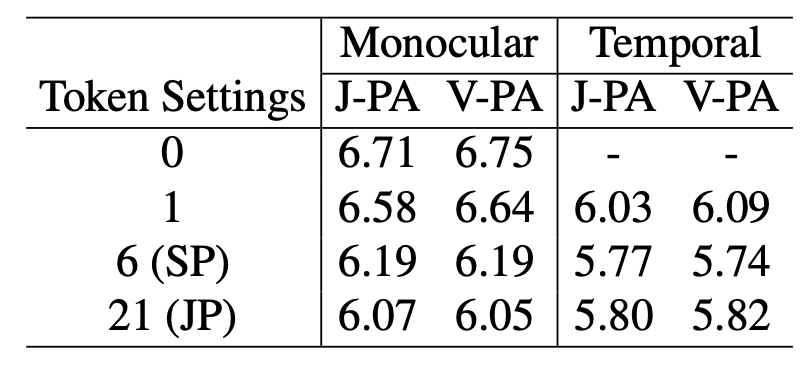 Monocular Temporal
Token Settings J-PA V-PA J-PA V-PA
0 6.71 6.75 - -
1 6.58 6.64 6.03 6.09
6 (SP) 6.19 6.19 5.77 5.74
21 (JP) 6.07 6.05 5.80 5.82